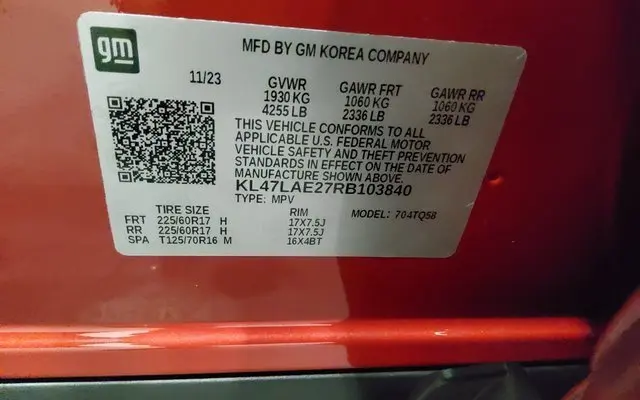 gm
MFD BY GM KOREA COMPANY
11/23
GVWR GAWR FRT GAWR RR
1930 KG 1060 KG 1060 KG
4255 LB 2336 LB 2336 LB
THIS VEHICLE CONFORMS TO ALL
APPLICABLE U.S. FEDERAL MOTOR
VEHICLE SAFETY AND THEFT PREVENTION
STANDARDS IN EFFECT ON THE DATE OF
MANUFACTURE SHOWN ABOVE.
KL47LAE27RB103840
TYPE: MPV
TIRE SIZE RIM MODEL: 704TQ58
FRT 225/60R17 H 17X7.5J
RR 225/60R17 H 17X7.5J
SPA T125/70R16 M 16X4BT